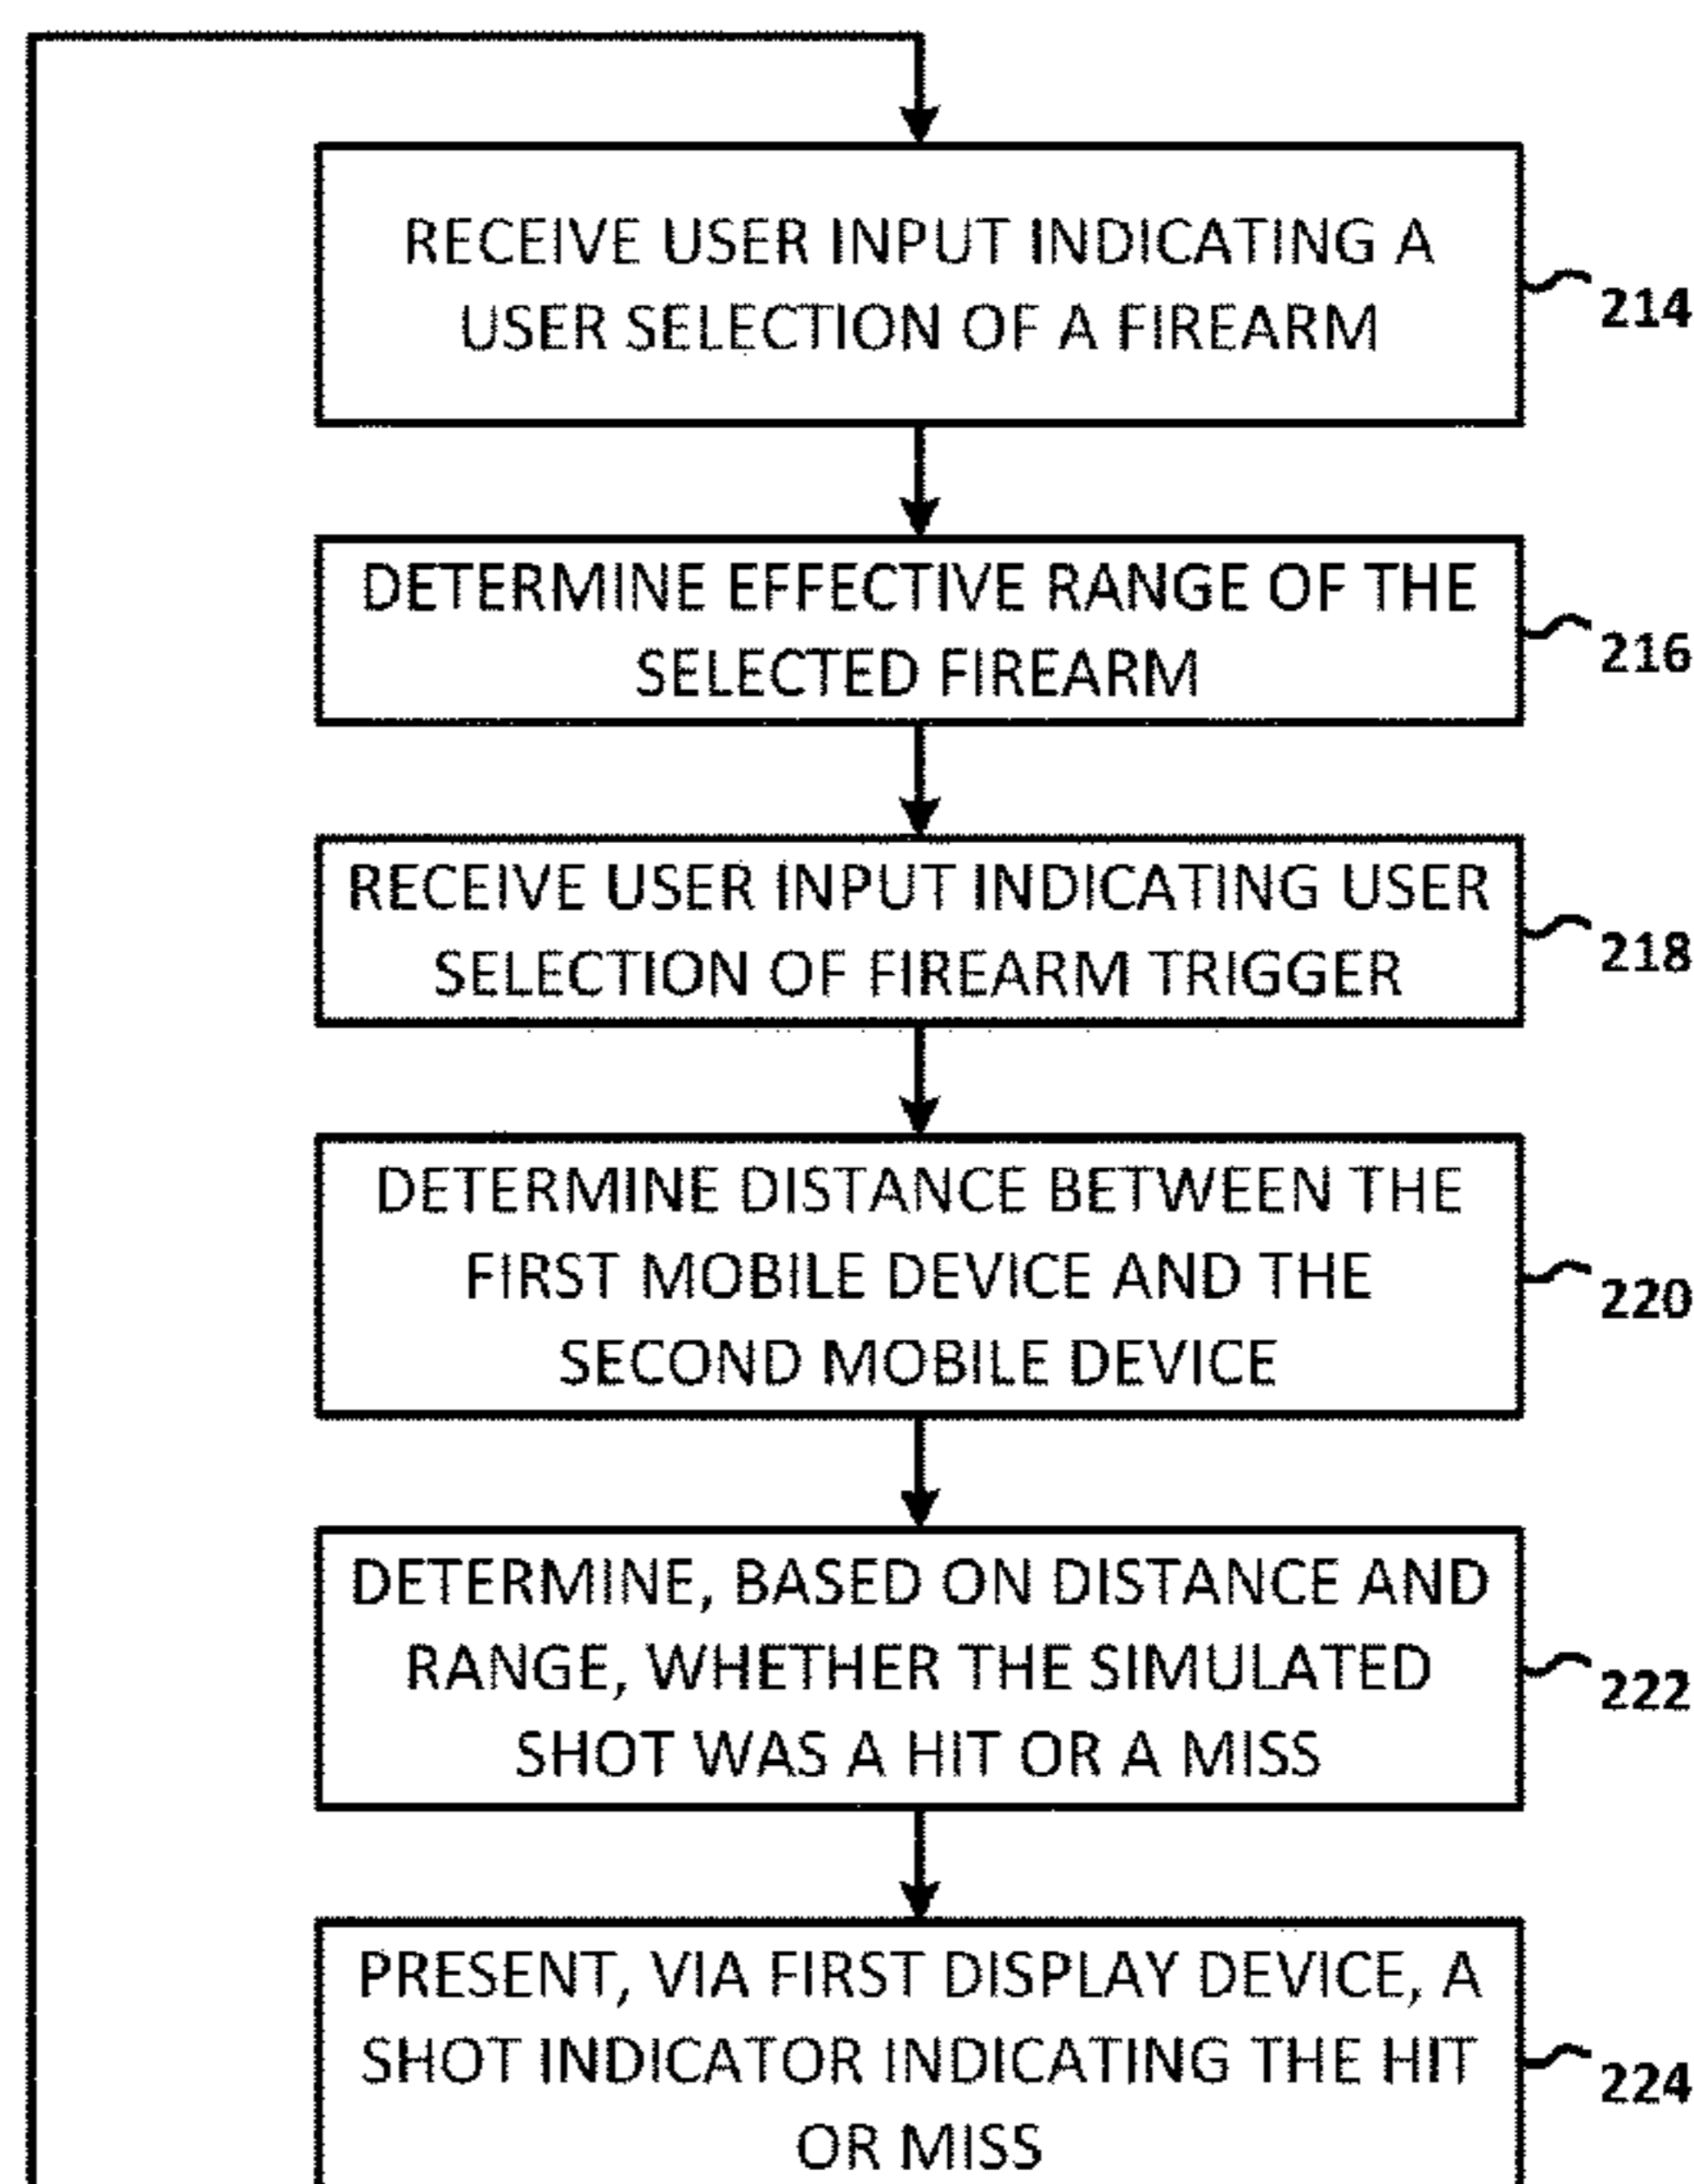 RECEIVE USER INPUT INDICATING A
USER SELECTION OF A FIREARM
214
DETERMINE EFFECTIVE RANGE OF THE
SELECTED FIREARM
216
RECEIVE USER INPUT INDICATING USER
SELECTION OF FIREARM TRIGGER
218
DETERMINE DISTANCE BETWEEN THE
FIRST MOBILE DEVICE AND THE
SECOND MOBILE DEVICE
220
DETERMINE, BASED ON DISTANCE AND
RANGE, WHETHER THE SIMULATED
SHOT WAS A HIT OR A MISS
222
PRESENT, VIA FIRST DISPLAY DEVICE, A
SHOT INDICATOR INDICATING THE HIT
OR MISS
224